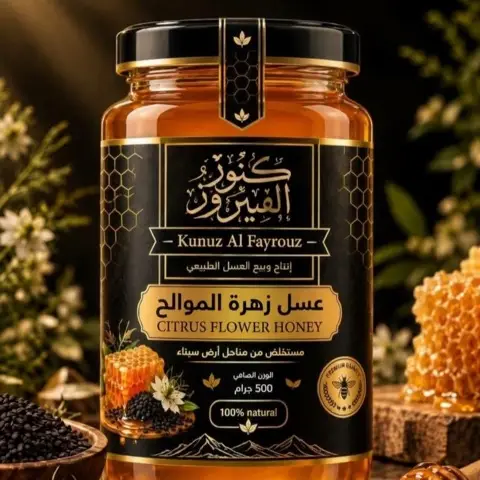 كنوز
الفيروز
Kunuz Al Fayrouz
إنتاج وبيع العسل الطبيعي
عسل زهرة الموالح
CITRUS FLOWER HONEY
مستخلص من مناحل أرض سيناء
الوزن الصافي
500 جرام
100% natural
PREMIUM